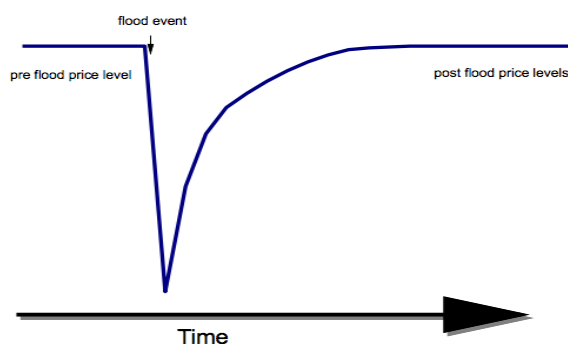 flood event
pre flood price level
post flood price levels
Time